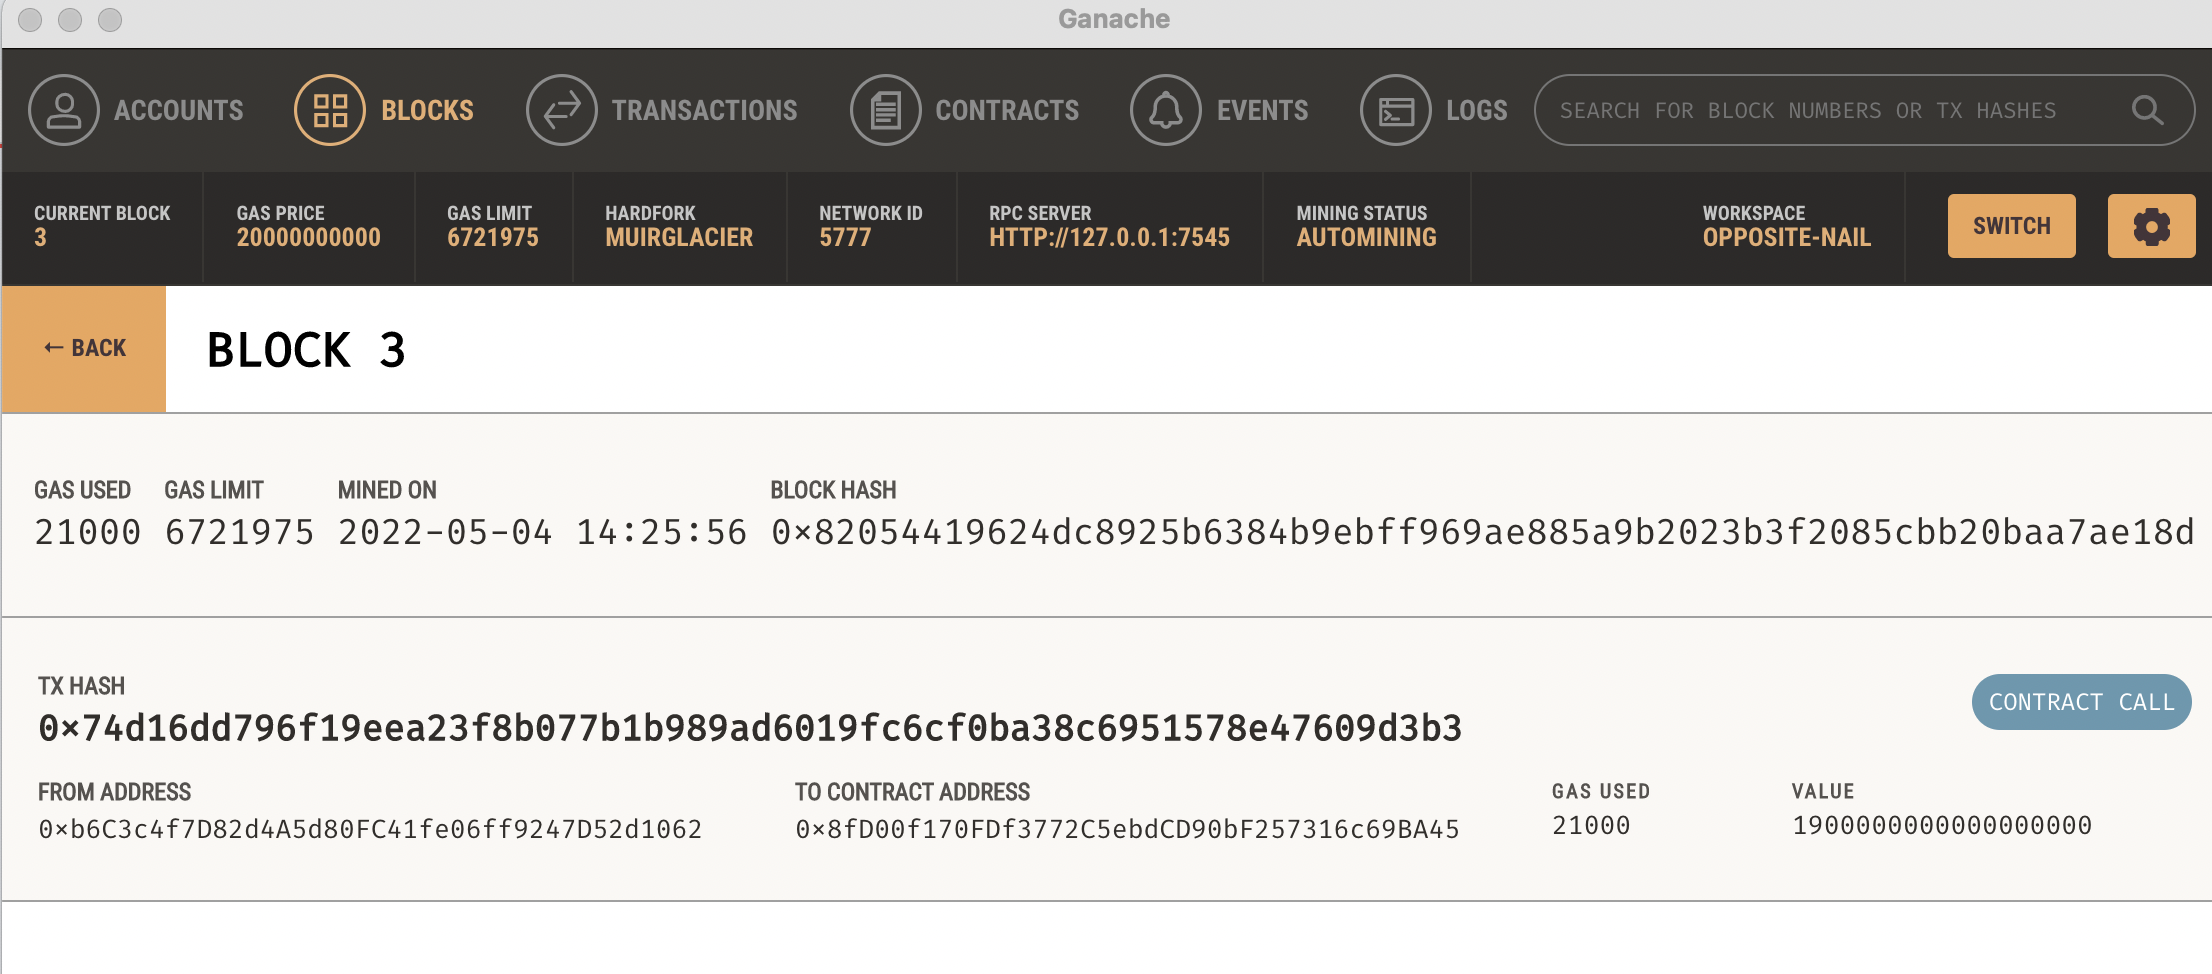 Ganache
ACCOUNTS BLOCKS TRANSACTIONS CONTRACTS EVENTS LOGS SEARCH FOR BLOCK NUMBERS OR TX HASHES
CURRENT BLOCK GAS PRICE GAS LIMIT HARDFORK NETWORK ID RPC SERVER MINING STATUS WORKSPACE
3 20000000000 6721975 MUIRGLACIER 5777 HTTP://127.0.0.1:7545 AUTOMINING OPPOSITE-NAIL SWITCH
← BACK BLOCK 3
GAS USED GAS LIMIT MINED ON BLOCK HASH
21000 6721975 2022-05-04 14:25:56 0×82054419624dc8925b6384b9ebff969ae885a9b2023b3f2085cbb20baa7ae18d
TX HASH
0×74d16dd796f19eea23f8b077b1b989ad6019fc6cf0ba38c6951578e47609d3b3 CONTRACT CALL
FROM ADDRESS TO CONTRACT ADDRESS GAS USED VALUE
0×b6C3c4f7D82d4A5d80FC41fe06ff9247D52d1062 0×8fD00f170FDf3772C5ebdCD90bF257316c69BA45 21000 1900000000000000000